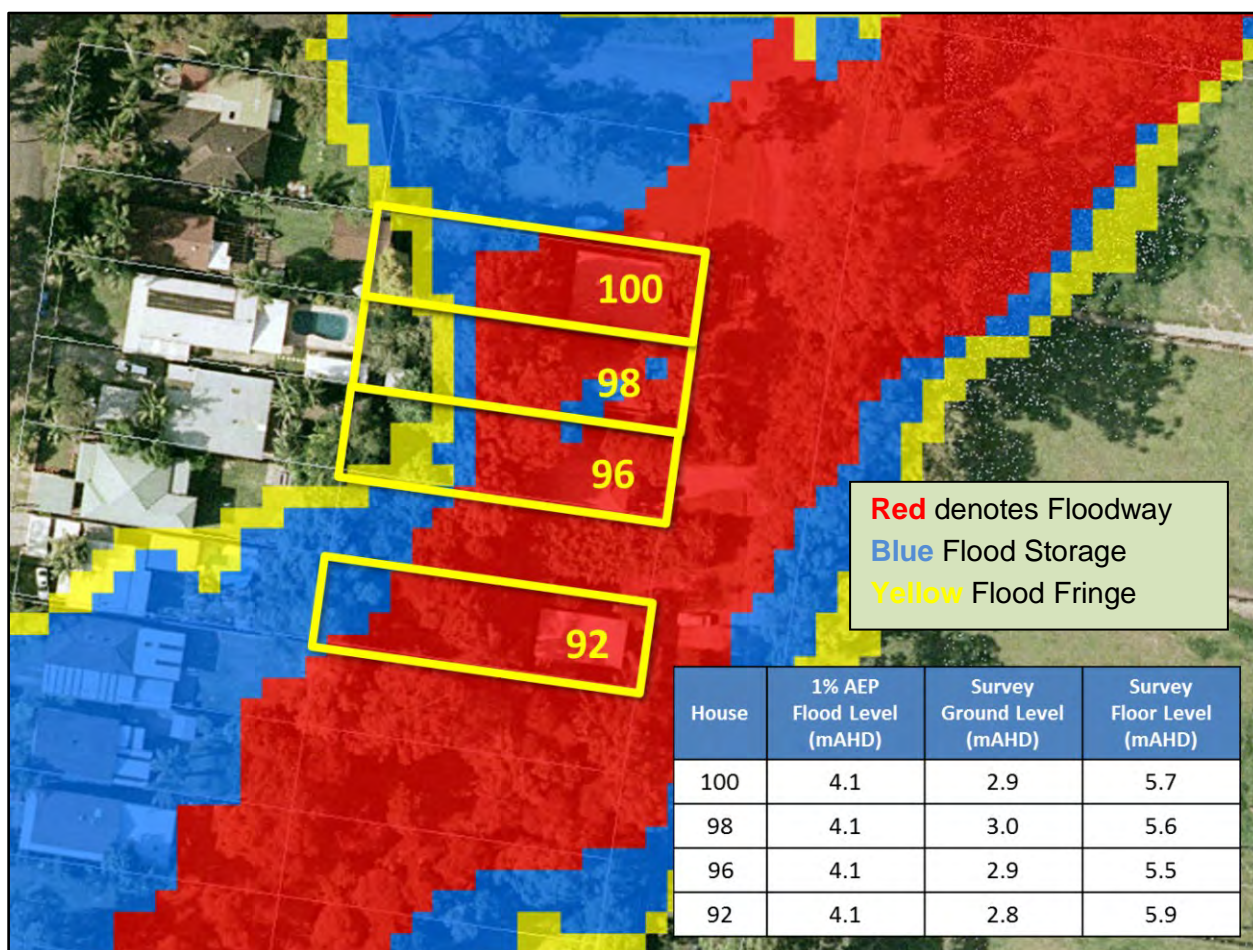 100
98
96
92
Red denotes Floodway
Blue Flood Storage
Yellow Flood Fringe
House 1% AEP Flood Level (mAHD) Survey Ground Level (mAHD) Survey Floor Level (mAHD)
100 4.1 2.9 5.7
98 4.1 3.0 5.6
96 4.1 2.9 5.5
92 4.1 2.8 5.9